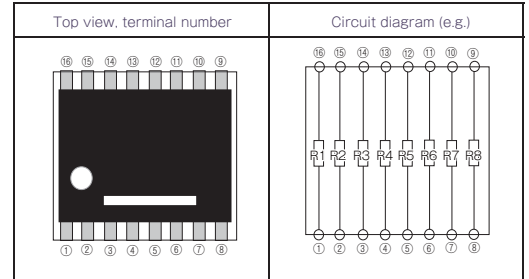 Top view, terminal number
Circuit diagram (e.g.)
⑯ ⑮ ⑭ ⑬ ⑫ ⑪ ⑩ ⑨
① ② ③ ④ ⑤ ⑥ ⑦ ⑧
⑯ ⑮ ⑭ ⑬ ⑫ ⑪ ⑩ ⑨
R1 R2 R3 R4 R5 R6 R7 R8
① ② ③ ④ ⑤ ⑥ ⑦ ⑧